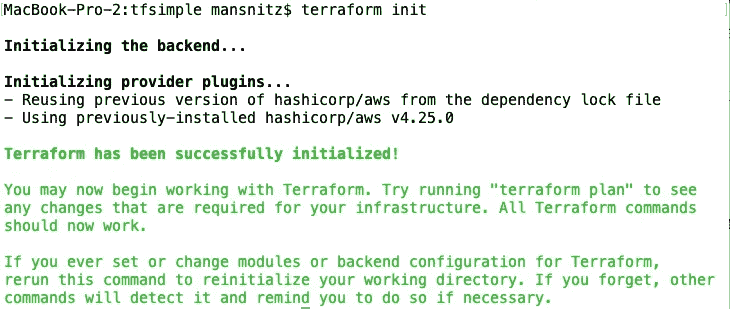 MacBook-Pro-2:tfsimple mansnitz$ terraform init
Initializing the backend...
Initializing provider plugins...
- Reusing previous version of hashicorp/aws from the dependency lock file
- Using previously-installed hashicorp/aws v4.25.0
Terraform has been successfully initialized!
You may now begin working with Terraform. Try running "terraform plan" to see
any changes that are required for your infrastructure. All Terraform commands
should now work.
If you ever set or change modules or backend configuration for Terraform,
rerun this command to reinitialize your working directory. If you forget, other
commands will detect it and remind you to do so if necessary.